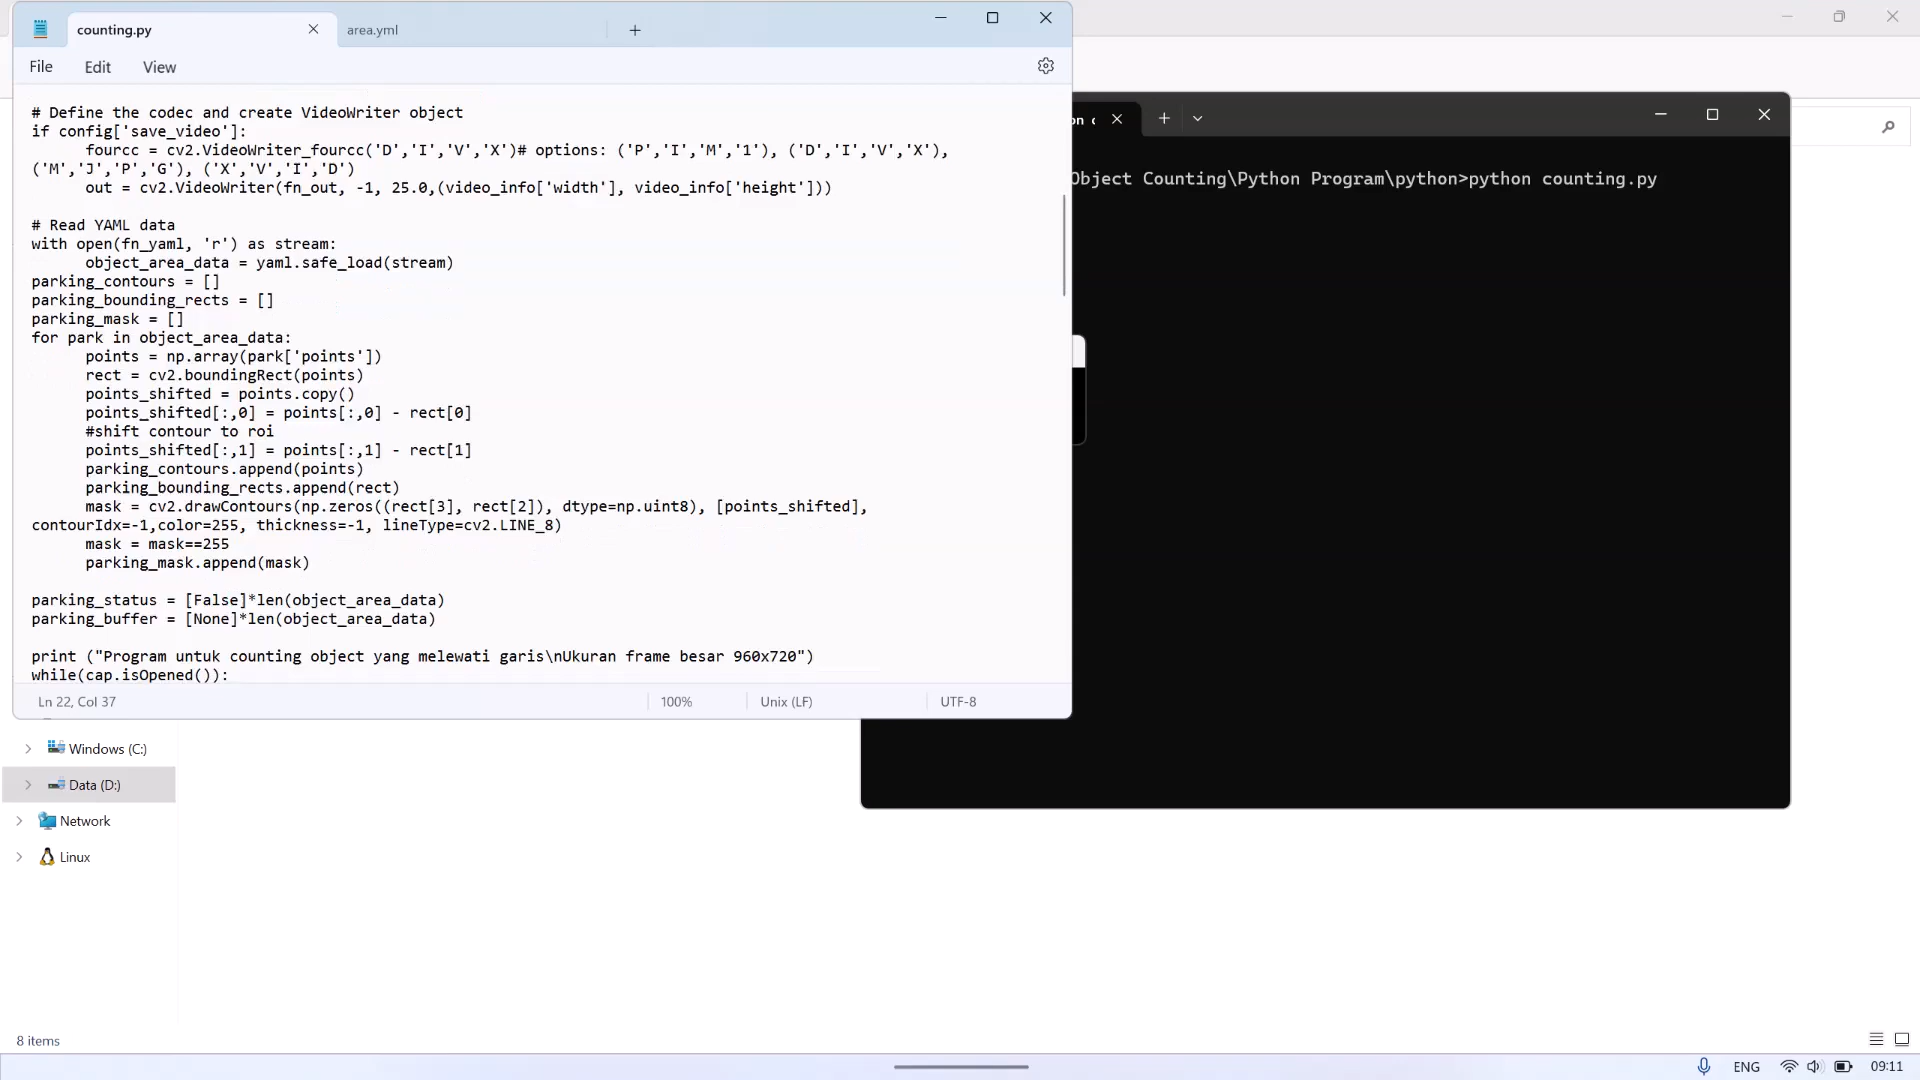 counting.py
area.yml
File
Edit
View
# Define the codec and create VideoWriter object
if config['save_video']:
fourcc = cv2.VideoWriter_fourcc('D','I','V','X')# options: ('P','I','M','1'), ('D','I','V','X'),
('M','J','P','G'), ('X','V','I','D')
out = cv2.VideoWriter(fn_out, -1, 25.0,(video_info['width'], video_info['height']))
# Read YAML data
with open(fn_yaml, 'r') as stream:
object_area_data = yaml.safe_load(stream)
parking_contours = []
parking_bounding_rects = []
parking_mask = []
for park in object_area_data:
points = np.array(park['points'])
rect = cv2.boundingRect(points)
points_shifted = points.copy()
points_shifted[:,0] = points[:,0] - rect[0]
#shift contour to roi
points_shifted[:,1] = points[:,1] - rect[1]
parking_contours.append(points)
parking_bounding_rects.append(rect)
mask = cv2.drawContours(np.zeros((rect[3], rect[2]), dtype=np.uint8), [points_shifted],
contourIdx=-1,color=255, thickness=-1, lineType=cv2.LINE_8)
mask = mask==255
parking_mask.append(mask)
parking_status = [False]*len(object_area_data)
parking_buffer = [None]*len(object_area_data)
print ("Program untuk counting object yang melewati garis\nUkuran frame besar 960x720")
while(cap.isOpened()):
Ln 22, Col 37
100%
Unix (LF)
UTF-8
on c
Object Counting\Python Program\python>python counting.py
Windows (C:)
Data (D:)
Network
Linux
8 items
ENG
09:11